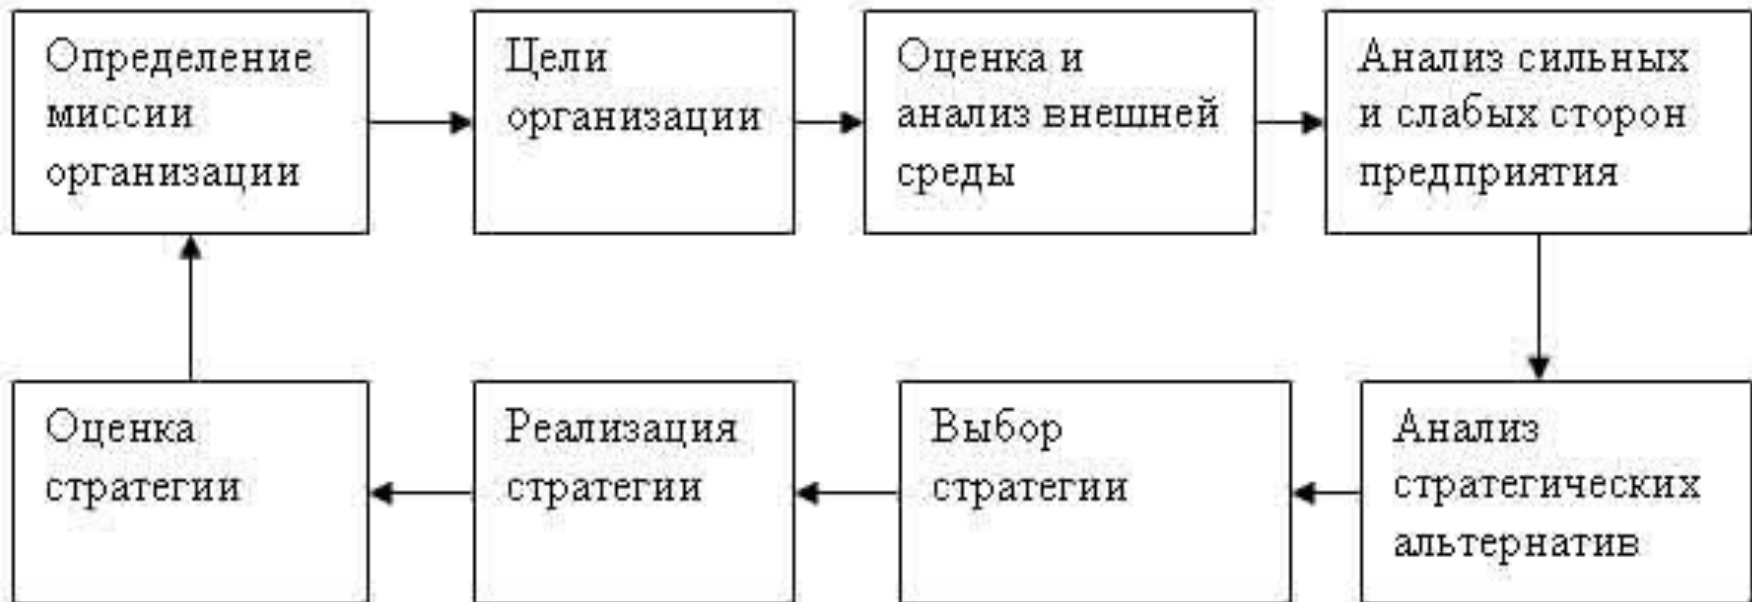 Определение
миссии
организации
Цели
организации
Оценка и
анализ внешней
среды
Анализ сильных
и слабых сторон
предприятия
Анализ
стратегических
альтернатив
Выбор
стратегии
Реализация
стратегии
Оценка
стратегии